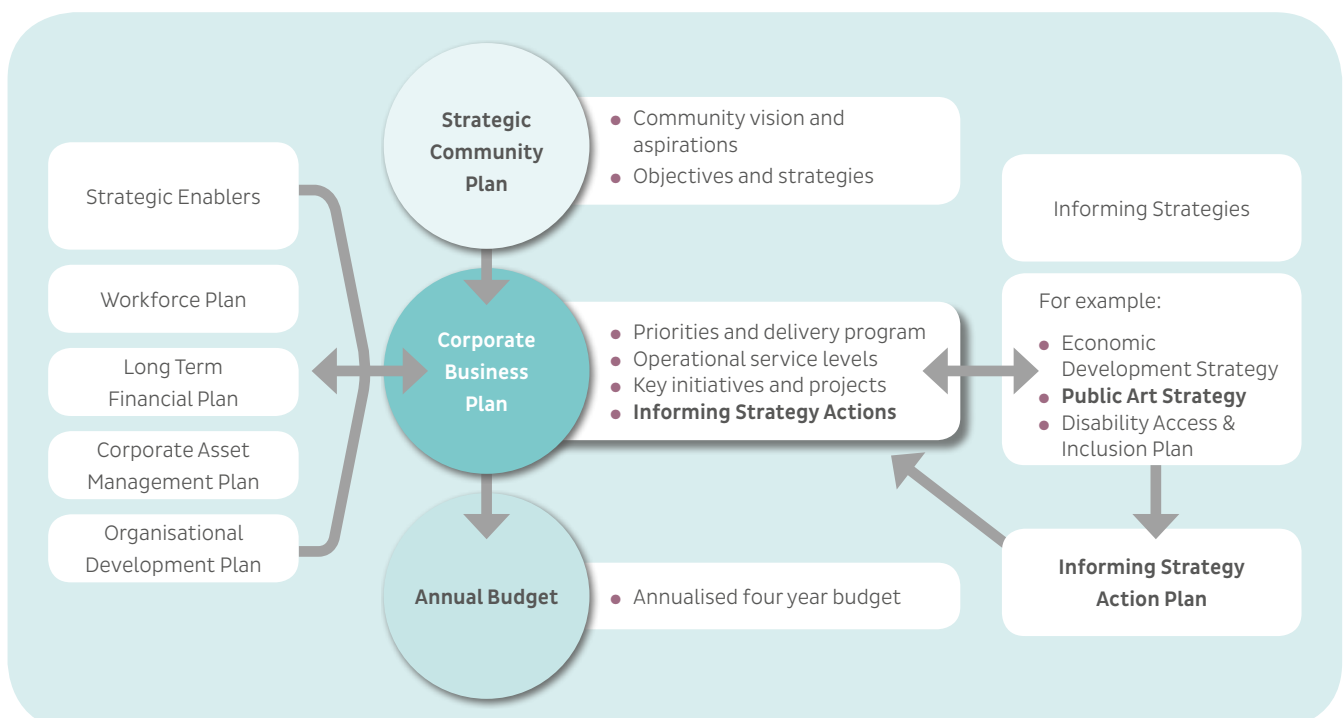 Strategic
Community
Plan
● Community vision and
aspirations
● Objectives and strategies
Strategic Enablers
Workforce Plan
Long Term
Financial Plan
Corporate Asset
Management Plan
Organisational
Development Plan
Corporate
Business
Plan
● Priorities and delivery program
● Operational service levels
● Key initiatives and projects
● Informing Strategy Actions
Annual Budget
● Annualised four year budget
Informing Strategies
For example:
● Economic
Development Strategy
● Public Art Strategy
● Disability Access &
Inclusion Plan
Informing Strategy
Action Plan